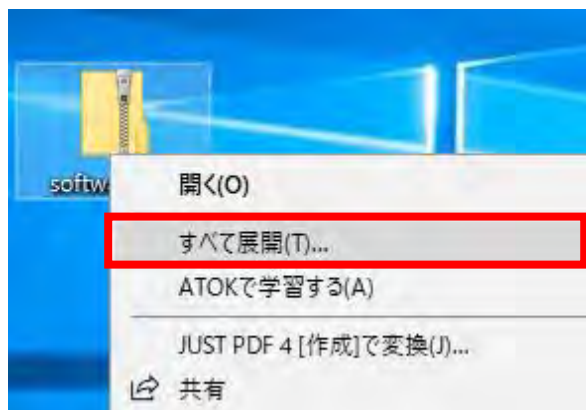 softw
開く(O)
すべて展開(T)...
ATOKで学習する(A)
JUST PDF 4 [作成]で変換(J)...
共有